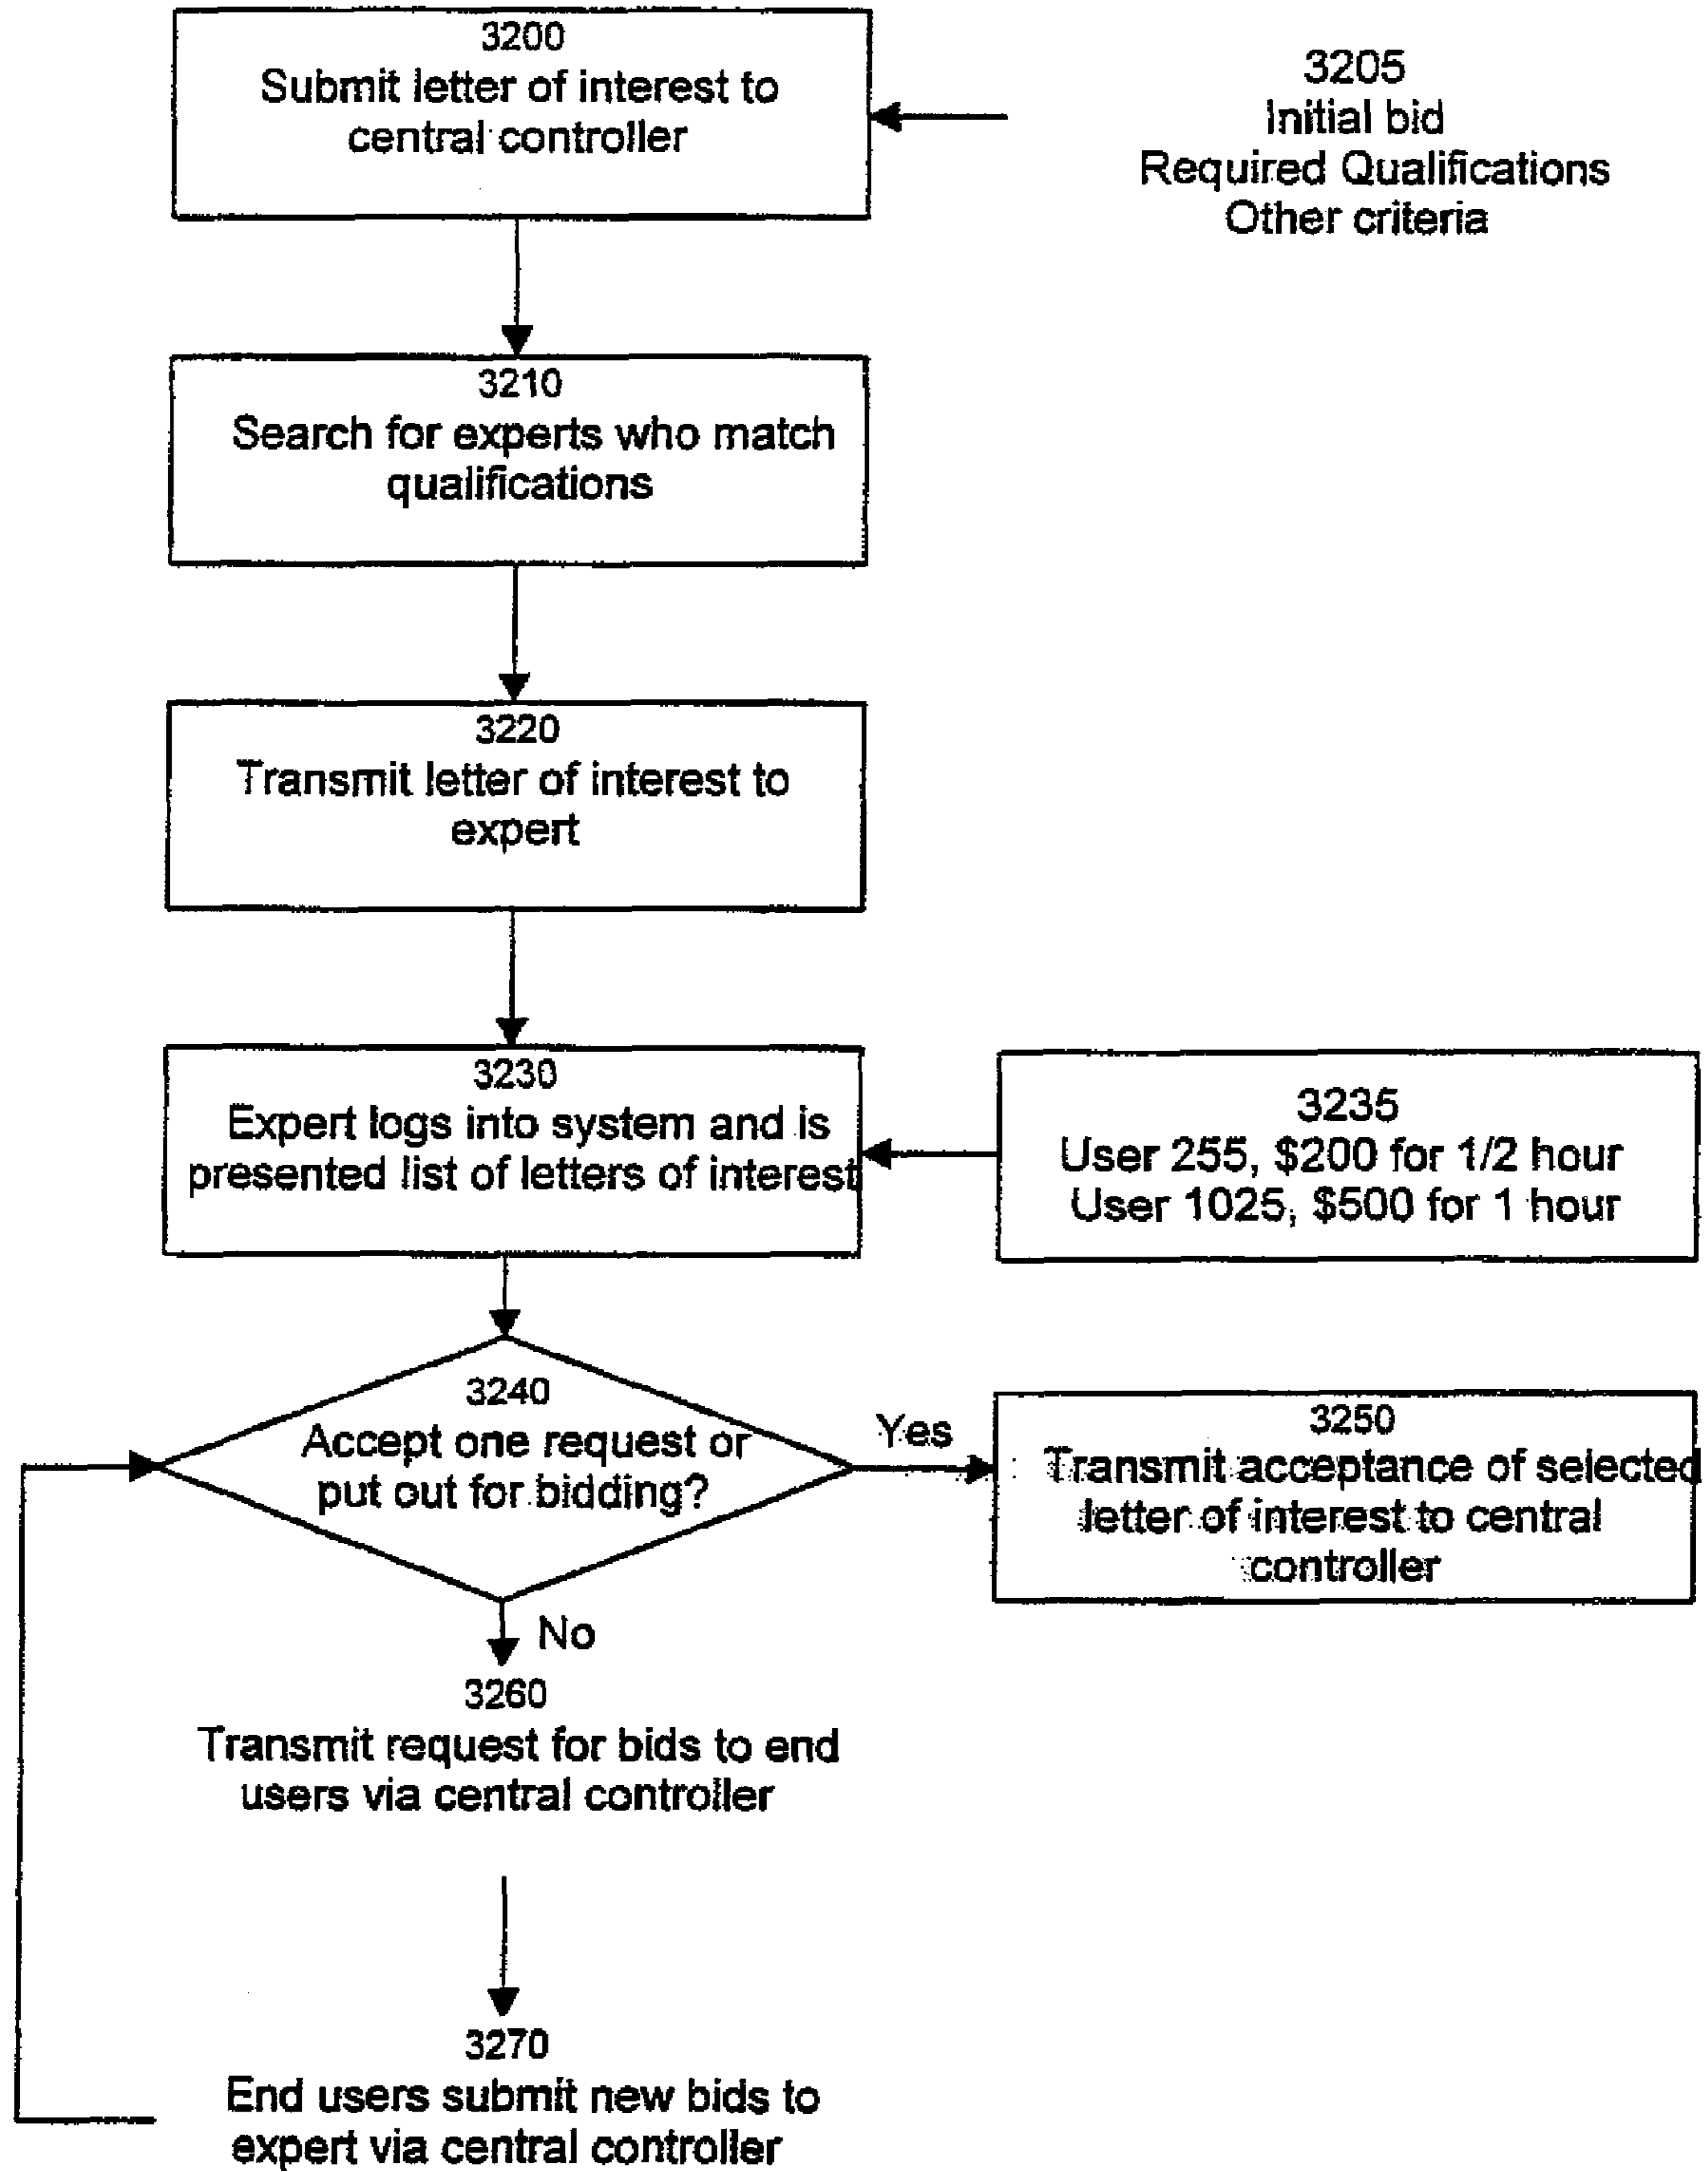 3200
Submit letter of interest to
central controller
3205
Initial bid
Required Qualifications
Other criteria
3210
Search for experts who match
qualifications
3220
Transmit letter of interest to
expert
3230
Expert logs into system and is
presented list of letters of interest
3235
User 255, $200 for 1/2 hour
User 1025, $500 for 1 hour
3240
Accept one request or
put out for bidding?
Yes
3250
Transmit acceptance of selected
letter of interest to central
controller
No
3260
Transmit request for bids to end
users via central controller
3270
End users submit new bids to
expert via central controller